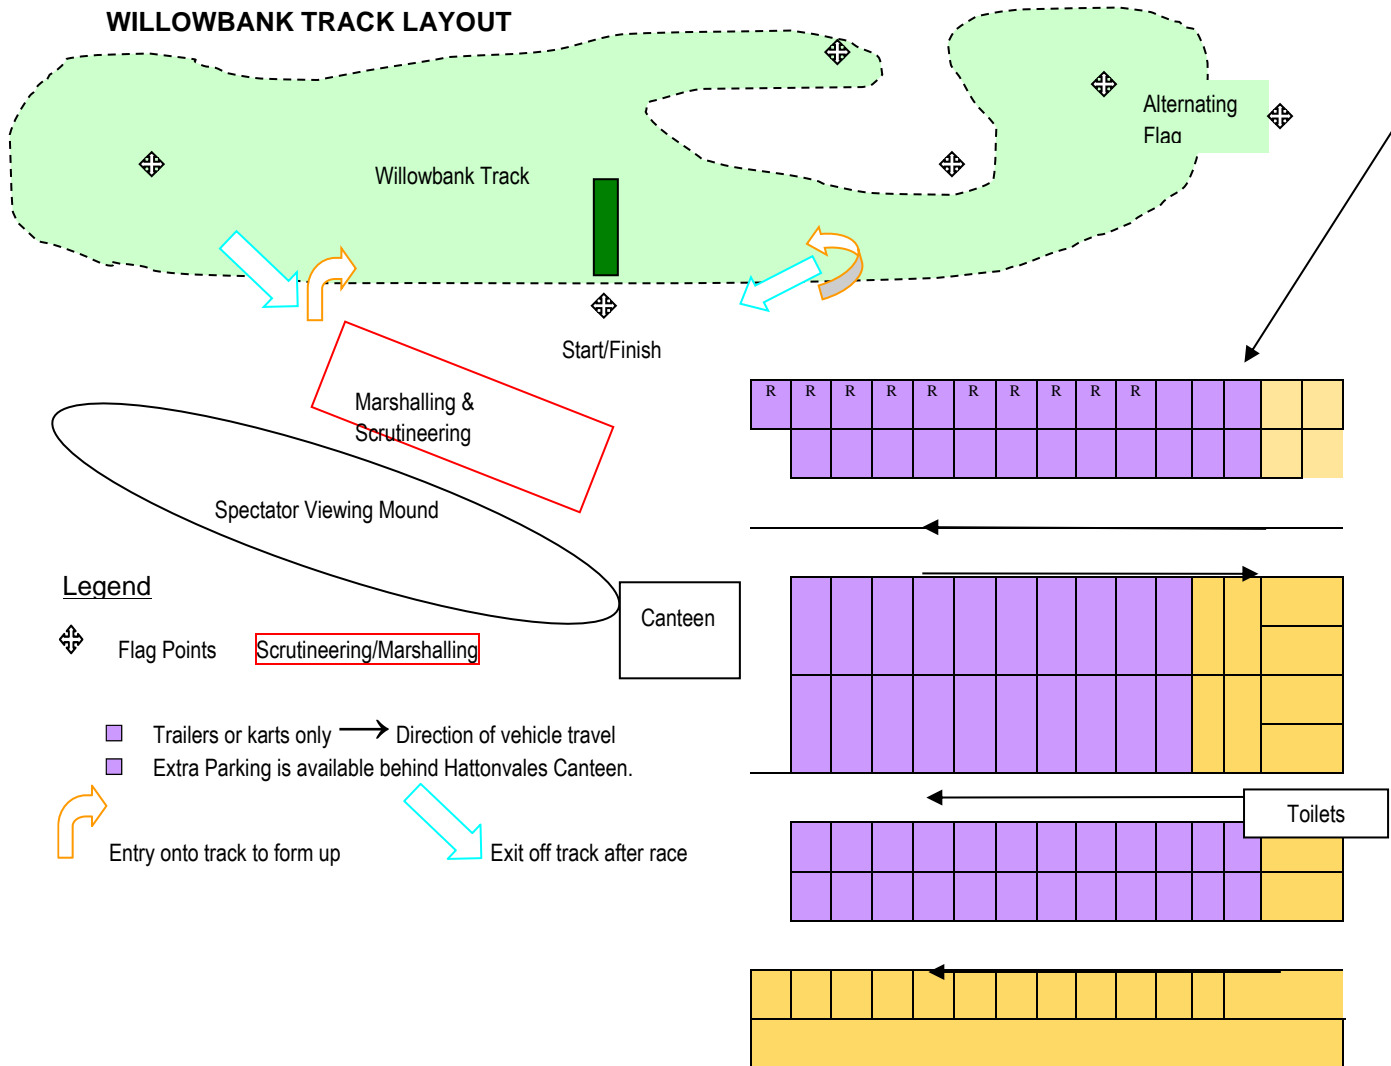 WILLOWBANK TRACK LAYOUT
Alternating
Flag
Willowbank Track
Start/Finish
Marshalling &
Scrutineering
R R R R R R R R R R
Spectator Viewing Mound
Canteen
Legend
Flag Points
Scrutineering/Marshalling
Trailers or karts only
Direction of vehicle travel
Extra Parking is available behind Hattonvales Canteen.
Toilets
Entry onto track to form up
Exit off track after race